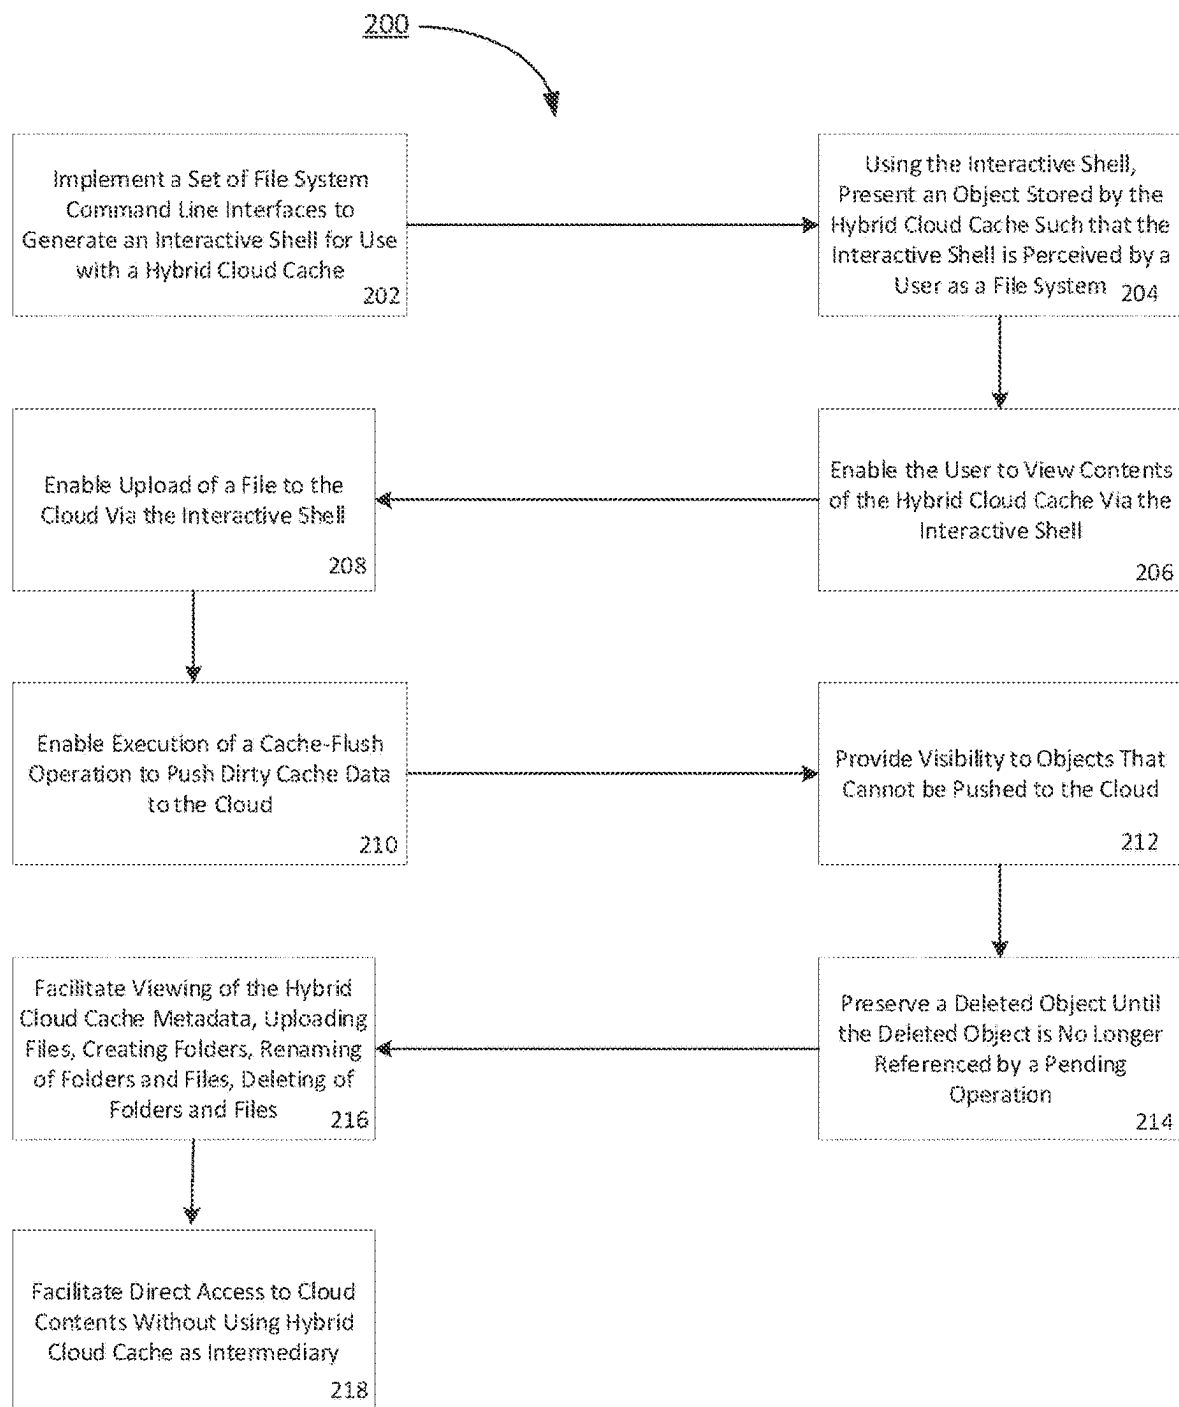 200
Implement a Set of File System
Command Line Interfaces to
Generate an Interactive Shell for Use
with a Hybrid Cloud Cache
202
Using the Interactive Shell,
Present an Object Stored by the
Hybrid Cloud Cache Such that the
Interactive Shell is Perceived by a
User as a File System
204
Enable the User to View Contents
of the Hybrid Cloud Cache Via the
Interactive Shell
206
Enable Upload of a File to the
Cloud Via the Interactive Shell
208
Enable Execution of a Cache-Flush
Operation to Push Dirty Cache Data
to the Cloud
210
Provide Visibility to Objects That
Cannot be Pushed to the Cloud
212
Preserve a Deleted Object Until
the Deleted Object is No Longer
Referenced by a Pending
Operation
214
Facilitate Viewing of the Hybrid
Cloud Cache Metadata, Uploading
Files, Creating Folders, Renaming
of Folders and Files, Deleting of
Folders and Files
216
Facilitate Direct Access to Cloud
Contents Without Using Hybrid
Cloud Cache as Intermediary
218